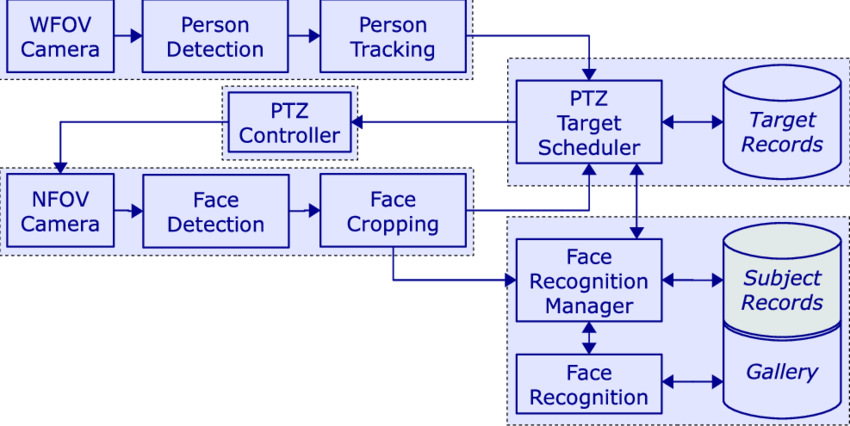 WFOV
Camera
Person
Detection
Person
Tracking
PTZ
Controller
PTZ
Target
Scheduler
Target
Records
NFOV
Camera
Face
Detection
Face
Cropping
Face
Recognition
Manager
Subject
Records
Face
Recognition
Gallery